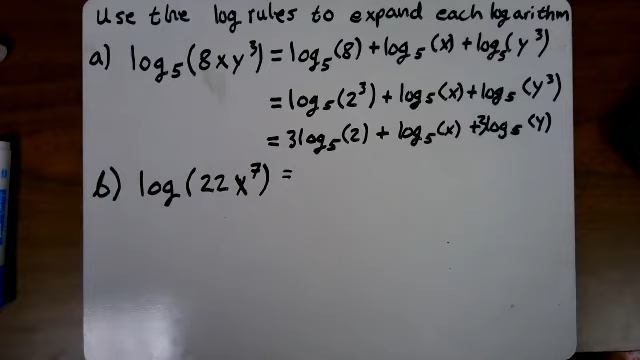 use the log rules to expand each logarithm
a) log₅(8xy³) = log₅(8) + log₅(x) + log₅(y³)
= log₅(2³) + log₅(x) + log₅(y³)
= 3log₅(2) + log₅(x) + 3log₅(y)
b) log(22x⁷) =